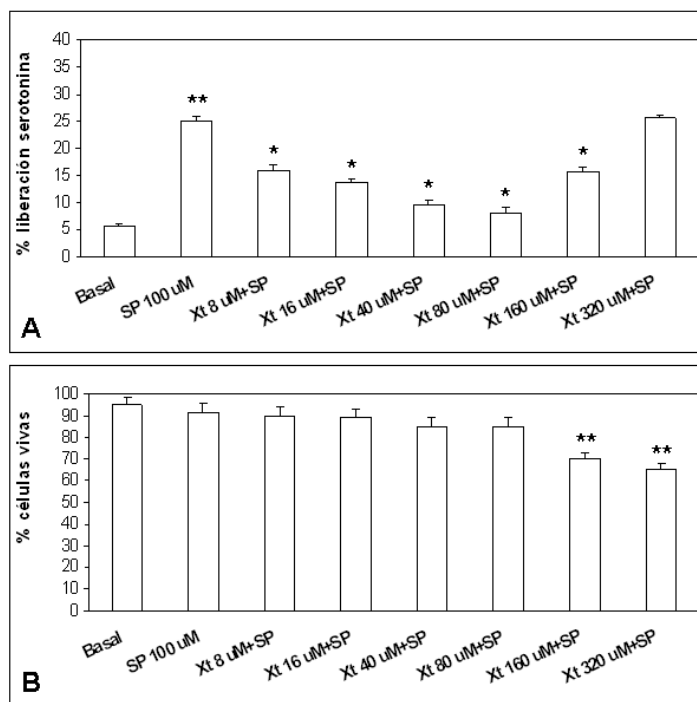 40
35
30
25
20
15
10
5
0
% liberación serotonina
**
*
*
*
*
*
Basal
SP 100 uM
Xt 8 uM+SP
Xt 16 uM+SP
Xt 40 uM+SP
Xt 80 uM+SP
Xt 160 uM+SP
Xt 320 uM+SP
A
100
90
80
70
60
50
40
30
20
10
0
% células vivas
**
**
Basal
SP 100 uM
Xt 8 uM+SP
Xt 16 uM+SP
Xt 40 uM+SP
Xt 80 uM+SP
Xt 160 uM+SP
Xt 320 uM+SP
B